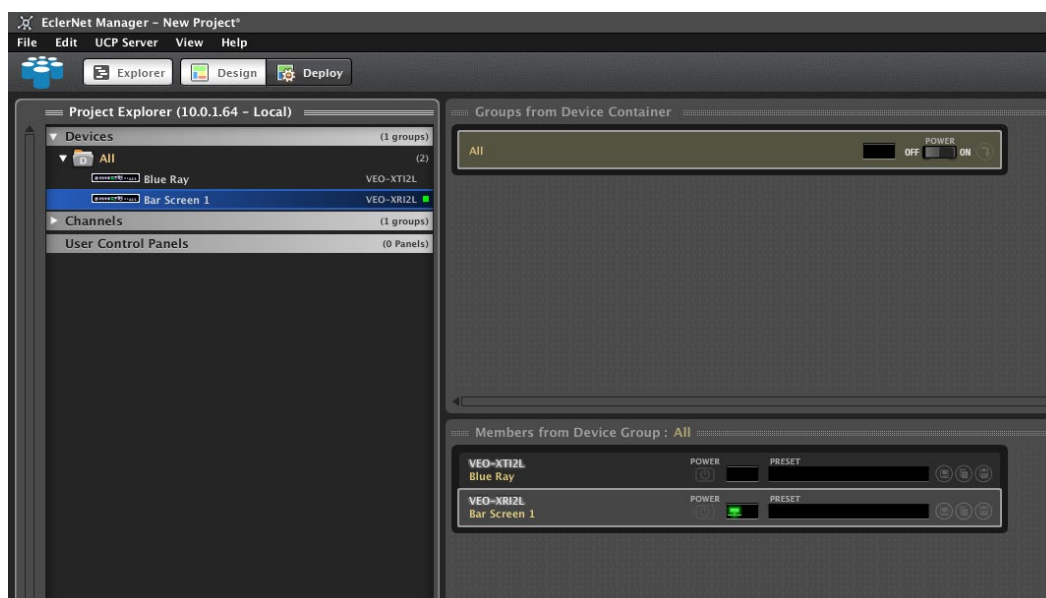 EclerNet Manager – New Project*
File Edit UCP Server View Help
Explorer Design Deploy
Project Explorer (10.0.1.64 – Local)
Devices (1 groups)
All (2)
Blue Ray VEO-XTI2L
Bar Screen 1 VEO-XRI2L
Channels (1 groups)
User Control Panels (0 Panels)
Groups from Device Container
All
POWER
OFF ON
Members from Device Group : All
VEO-XTI2L POWER PRESET
Blue Ray
VEO-XRI2L POWER PRESET
Bar Screen 1